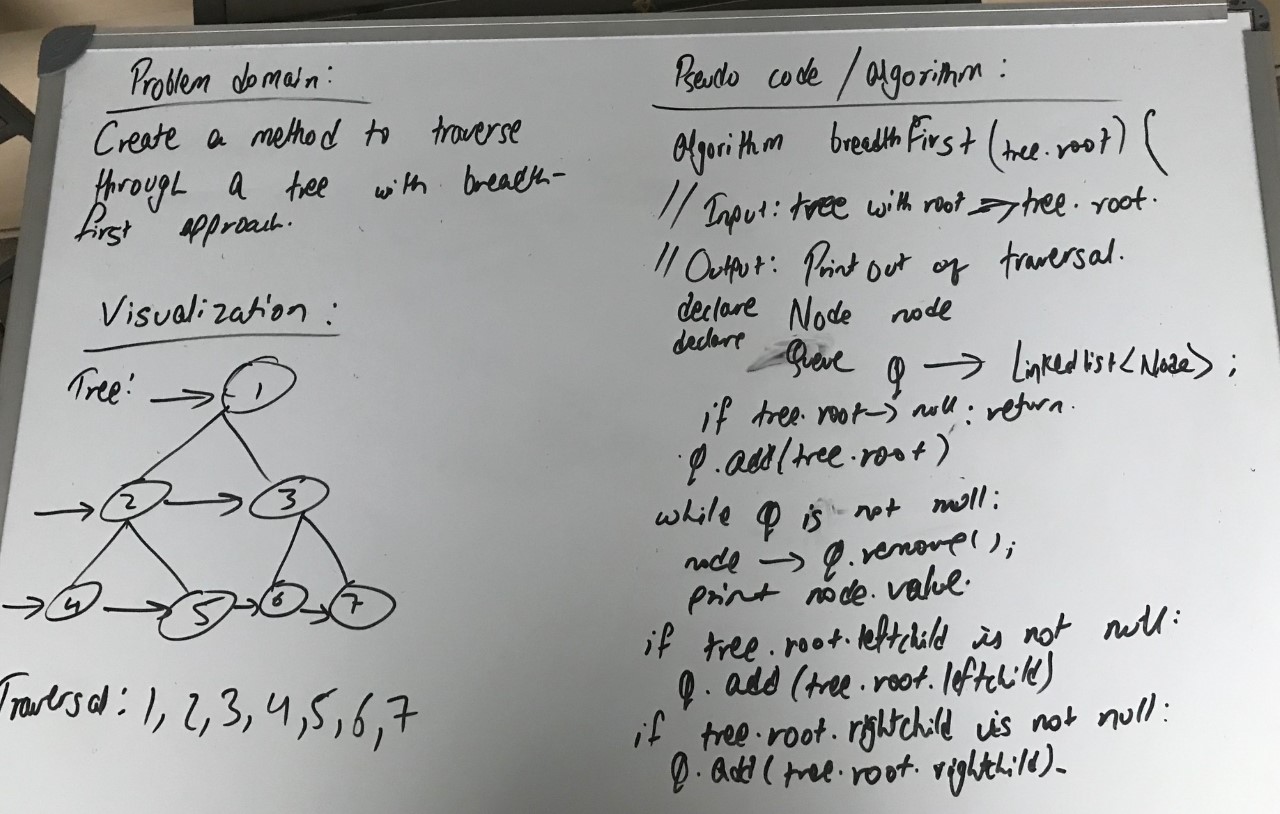 Problem domain:
Create a method to traverse
through a tree with breadth-
first approach.
Visualization:
Tree: → 1
→ 2 → 3
→ 4 → 5 → 6 → 7
Traversal: 1, 2, 3, 4, 5, 6, 7
Pseudo code / Algorithm:
Algorithm breadthFirst (tree.root) {
// Input: tree with root => tree.root.
// Output: Print out of traversal.
declare Node node
declare Queue Q → Linkedlist<Node>;
if tree.root → null: return.
Q.add(tree.root)
while Q is not null:
node → Q.remove();
print node.value.
if tree.root.leftchild is not null:
Q.add(tree.root.leftchild)
if tree.root.rightchild is not null:
Q.add(tree.root.rightchild).